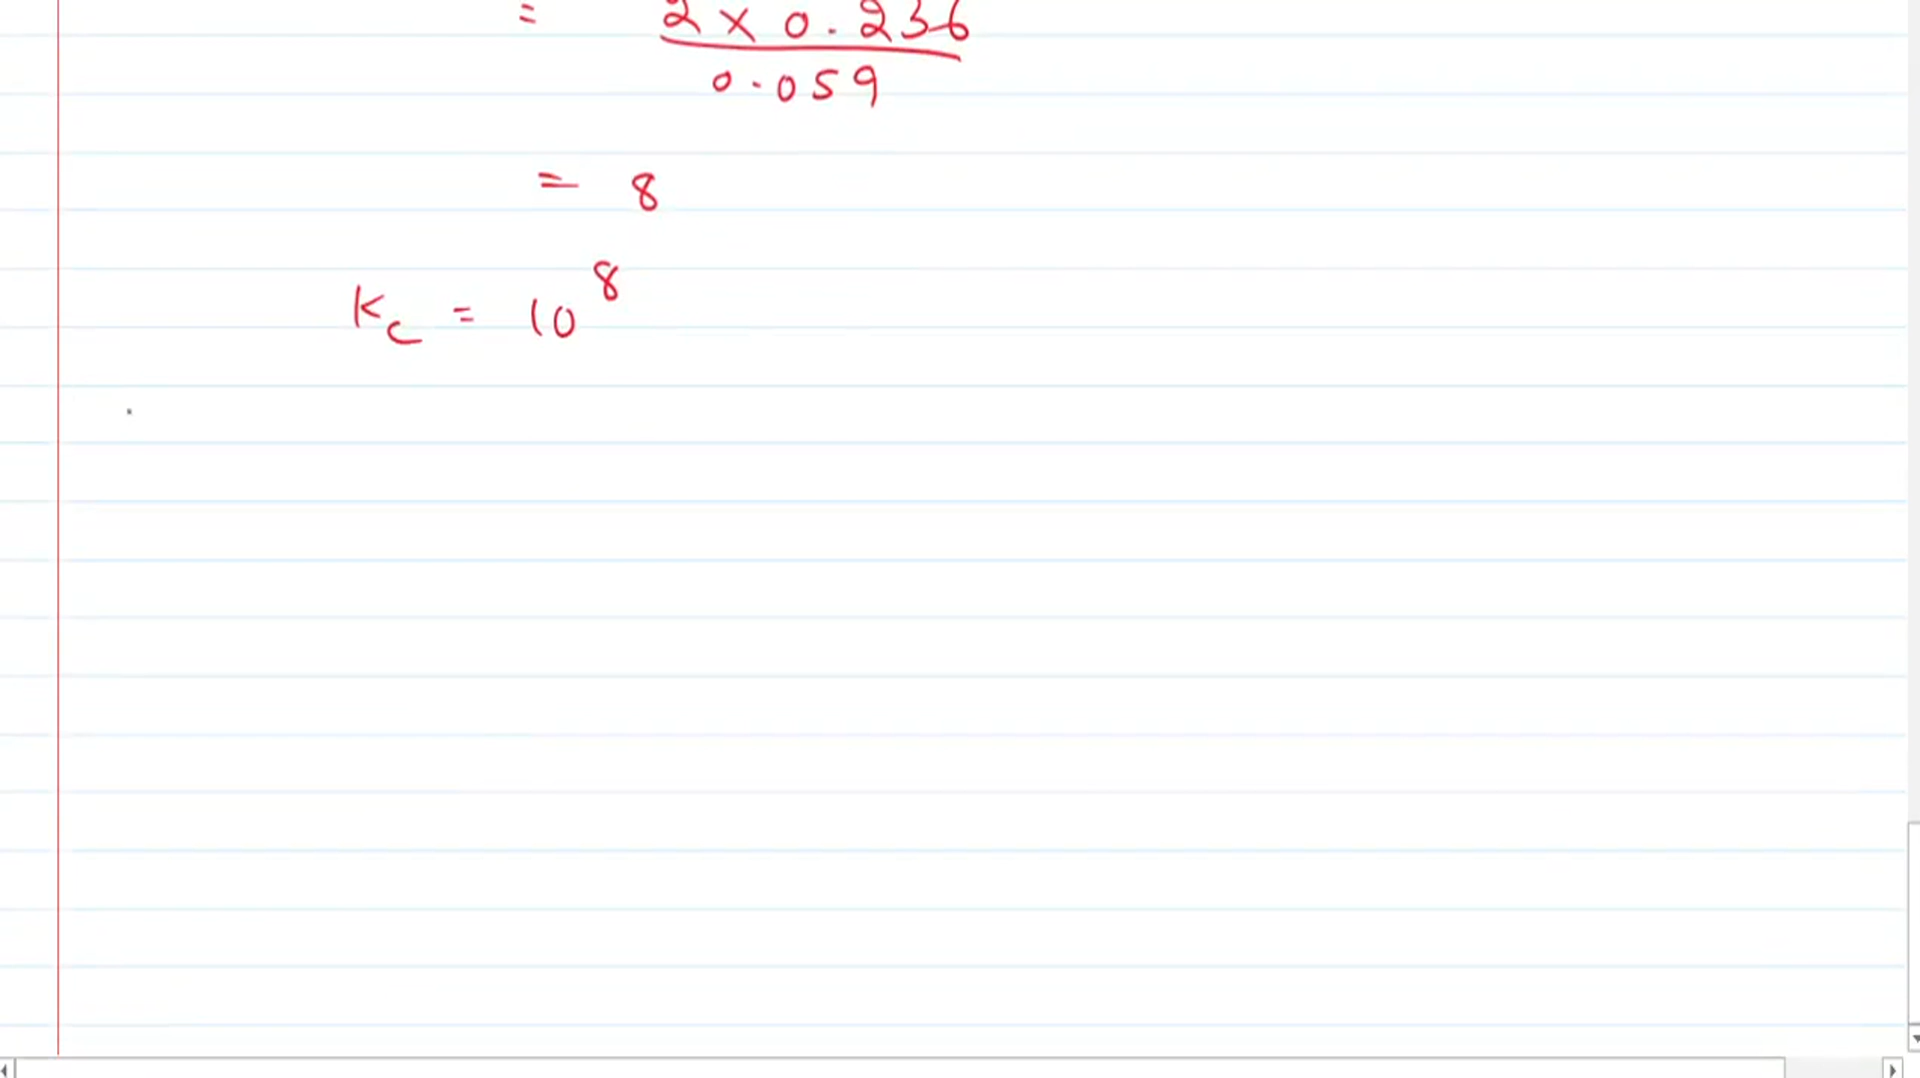 = 2 × 0.236
0.059
= 8
Kc = 10^8